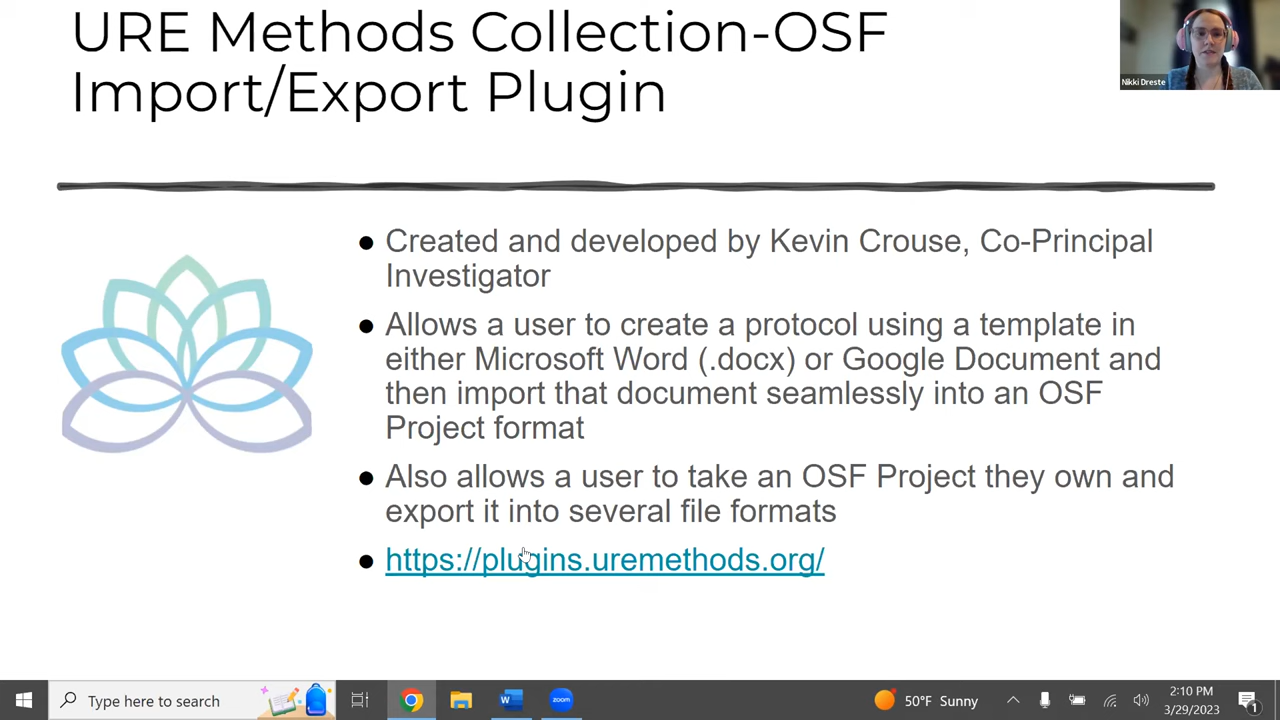 URE Methods Collection-OSF
Import/Export Plugin
Nikki Dreste
● Created and developed by Kevin Crouse, Co-Principal
Investigator
● Allows a user to create a protocol using a template in
either Microsoft Word (.docx) or Google Document and
then import that document seamlessly into an OSF
Project format
● Also allows a user to take an OSF Project they own and
export it into several file formats
● https://plugins.uremethods.org/
Type here to search
W
zoom
50°F Sunny
2:10 PM
3/29/2023
1